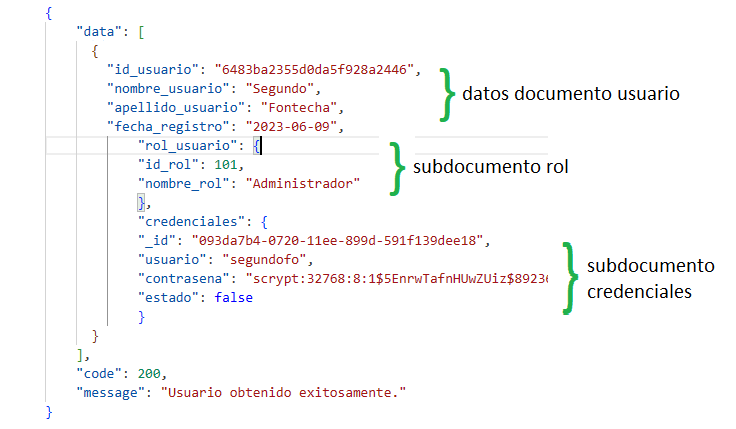 {
"data": [
{
"id_usuario": "6483ba2355d0da5f928a2446",
"nombre_usuario": "Segundo",
"apellido_usuario": "Fontecha",
"fecha_registro": "2023-06-09",
datos documento usuario
"rol_usuario": {
"id_rol": 101,
"nombre_rol": "Administrador"
},
subdocumento rol
"credenciales": {
"_id": "093da7b4-0720-11ee-899d-591f139dee18",
"usuario": "segundofo",
"contrasena": "scrypt:32768:8:1$5EnrwTafnHUwZUiz$8923
"estado": false
}
subdocumento
credenciales
}
],
"code": 200,
"message": "Usuario obtenido exitosamente."
}